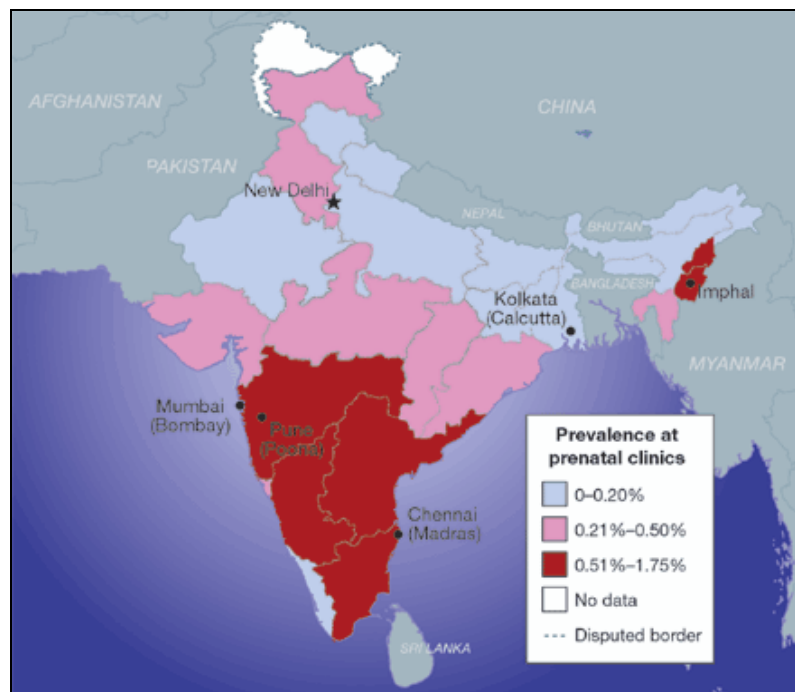 AFGHANISTAN
CHINA
PAKISTAN
New Delhi
NEPAL
BHUTAN
BANGLADESH
Imphal
Kolkata
(Calcutta)
MYANMAR
Mumbai
(Bombay)
Pune
(Poona)
Chennai
(Madras)
SRI LANKA
Prevalence at
prenatal clinics
0–0.20%
0.21%–0.50%
0.51%–1.75%
No data
Disputed border